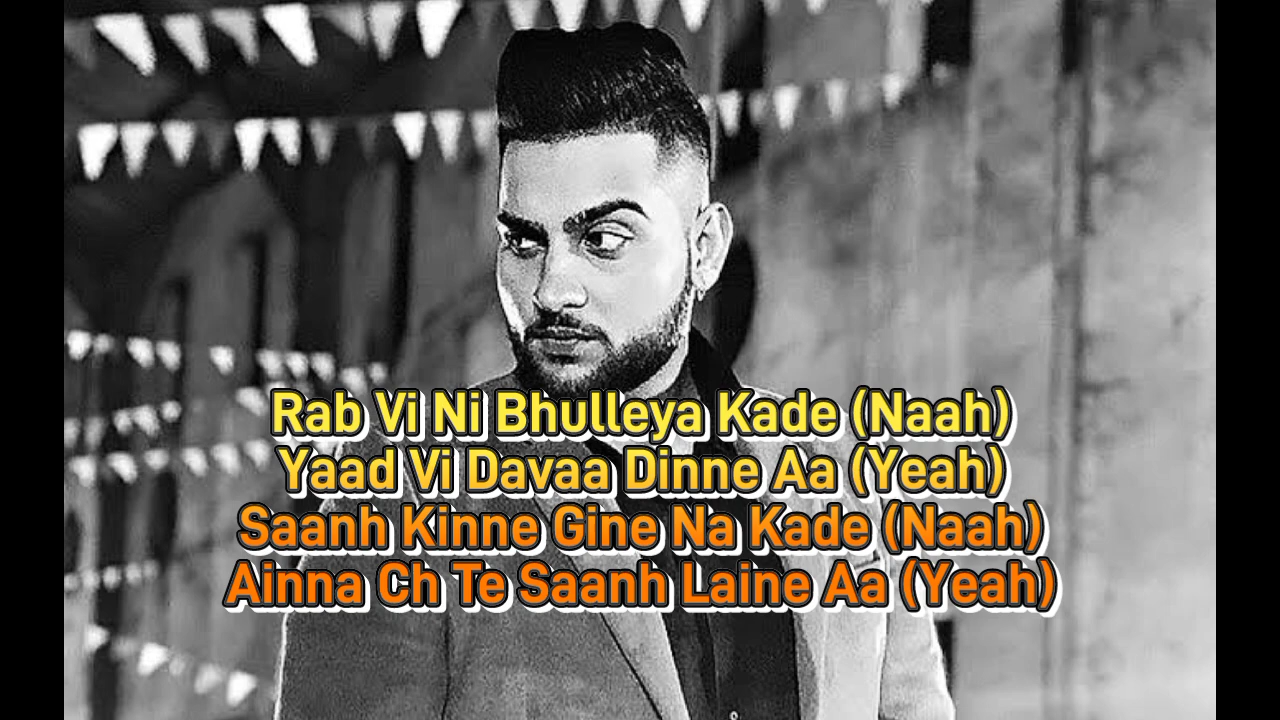 Rab Vi Ni Bhulleya Kade (Naah)
Yaad Vi Davaa Dinne Aa (Yeah)
Saanh Kinne Gine Na Kade (Naah)
Ainna Ch Te Saanh Laine Aa (Yeah)